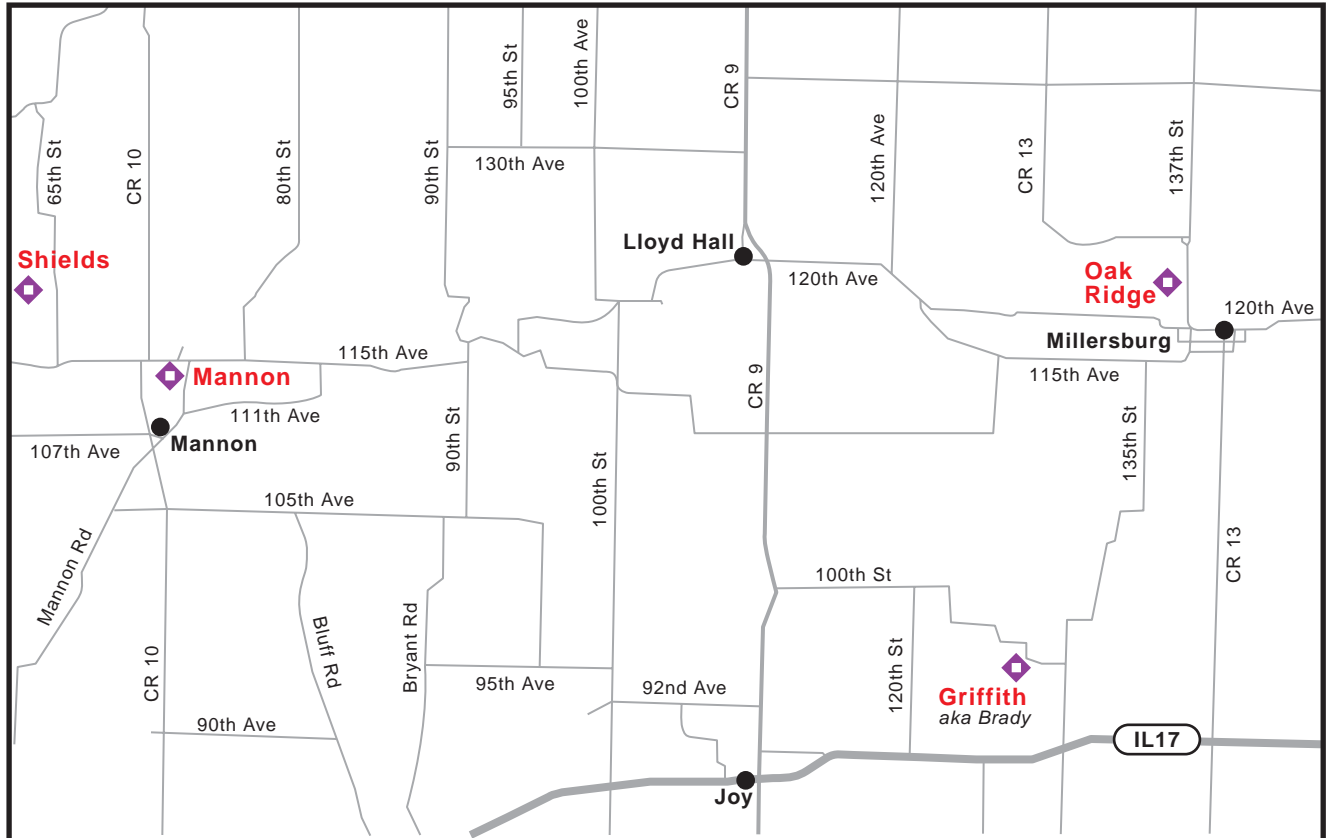 65th St
CR 10
80th St
90th St
95th St
100th Ave
130th Ave
CR 9
120th Ave
CR 13
137th St
Shields
Lloyd Hall
120th Ave
Oak
Ridge
120th Ave
Millersburg
115th Ave
115th Ave
Mannon
111th Ave
Mannon
107th Ave
90th St
CR 9
135th St
105th Ave
100th St
Mannon Rd
CR 13
100th St
Bluff Rd
Bryant Rd
CR 10
95th Ave
92nd Ave
120th St
Griffith
aka Brady
90th Ave
IL17
Joy